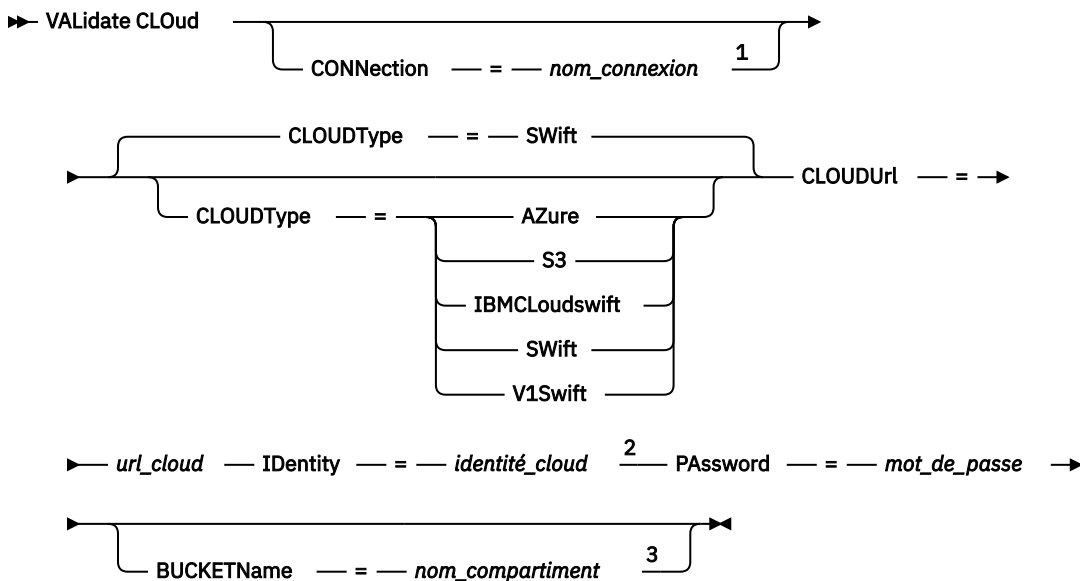 VALidate CLOud
CONNection = nom_connexion 1
CLOUDType = SWift
CLOUDUrl =
CLOUDType = AZure
S3
IBMCLoudswift
SWift
V1Swift
url_cloud IDentity = identité_cloud 2 PAssword = mot_de_passe
BUCKETName = nom_compartiment 3